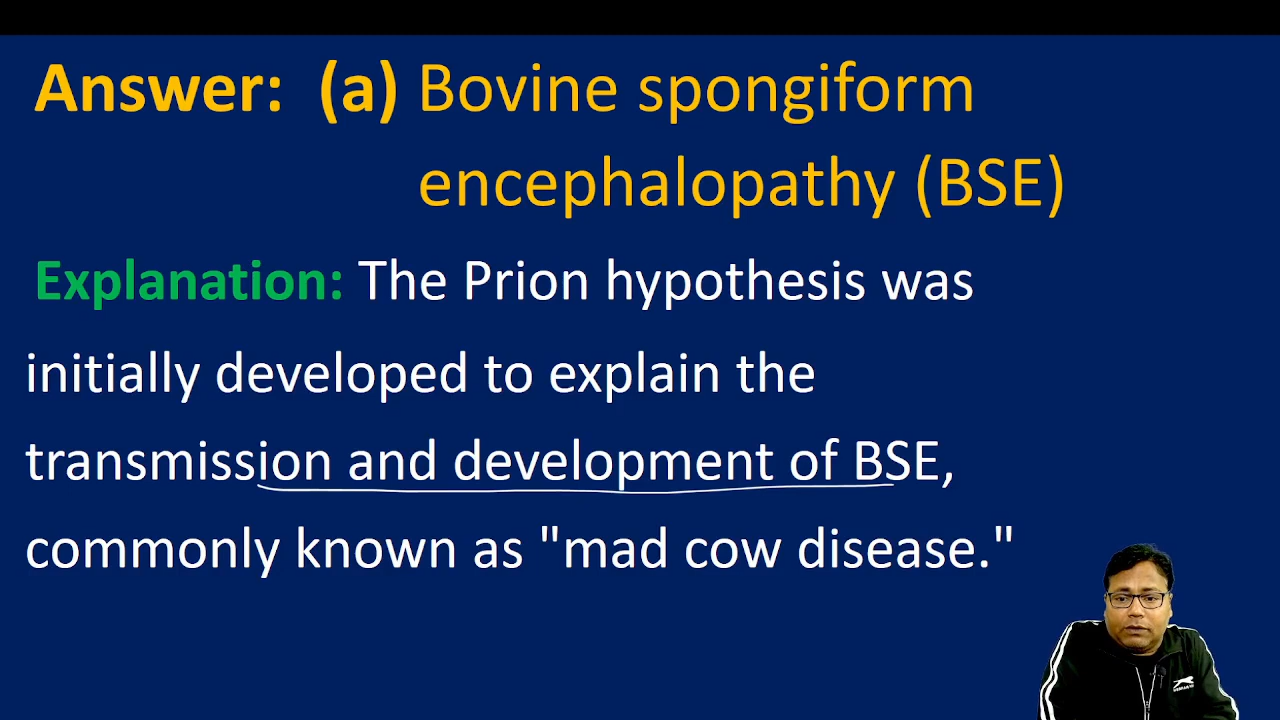 Answer: (a) Bovine spongiform
encephalopathy (BSE)
Explanation: The Prion hypothesis was
initially developed to explain the
transmission and development of BSE,
commonly known as "mad cow disease."